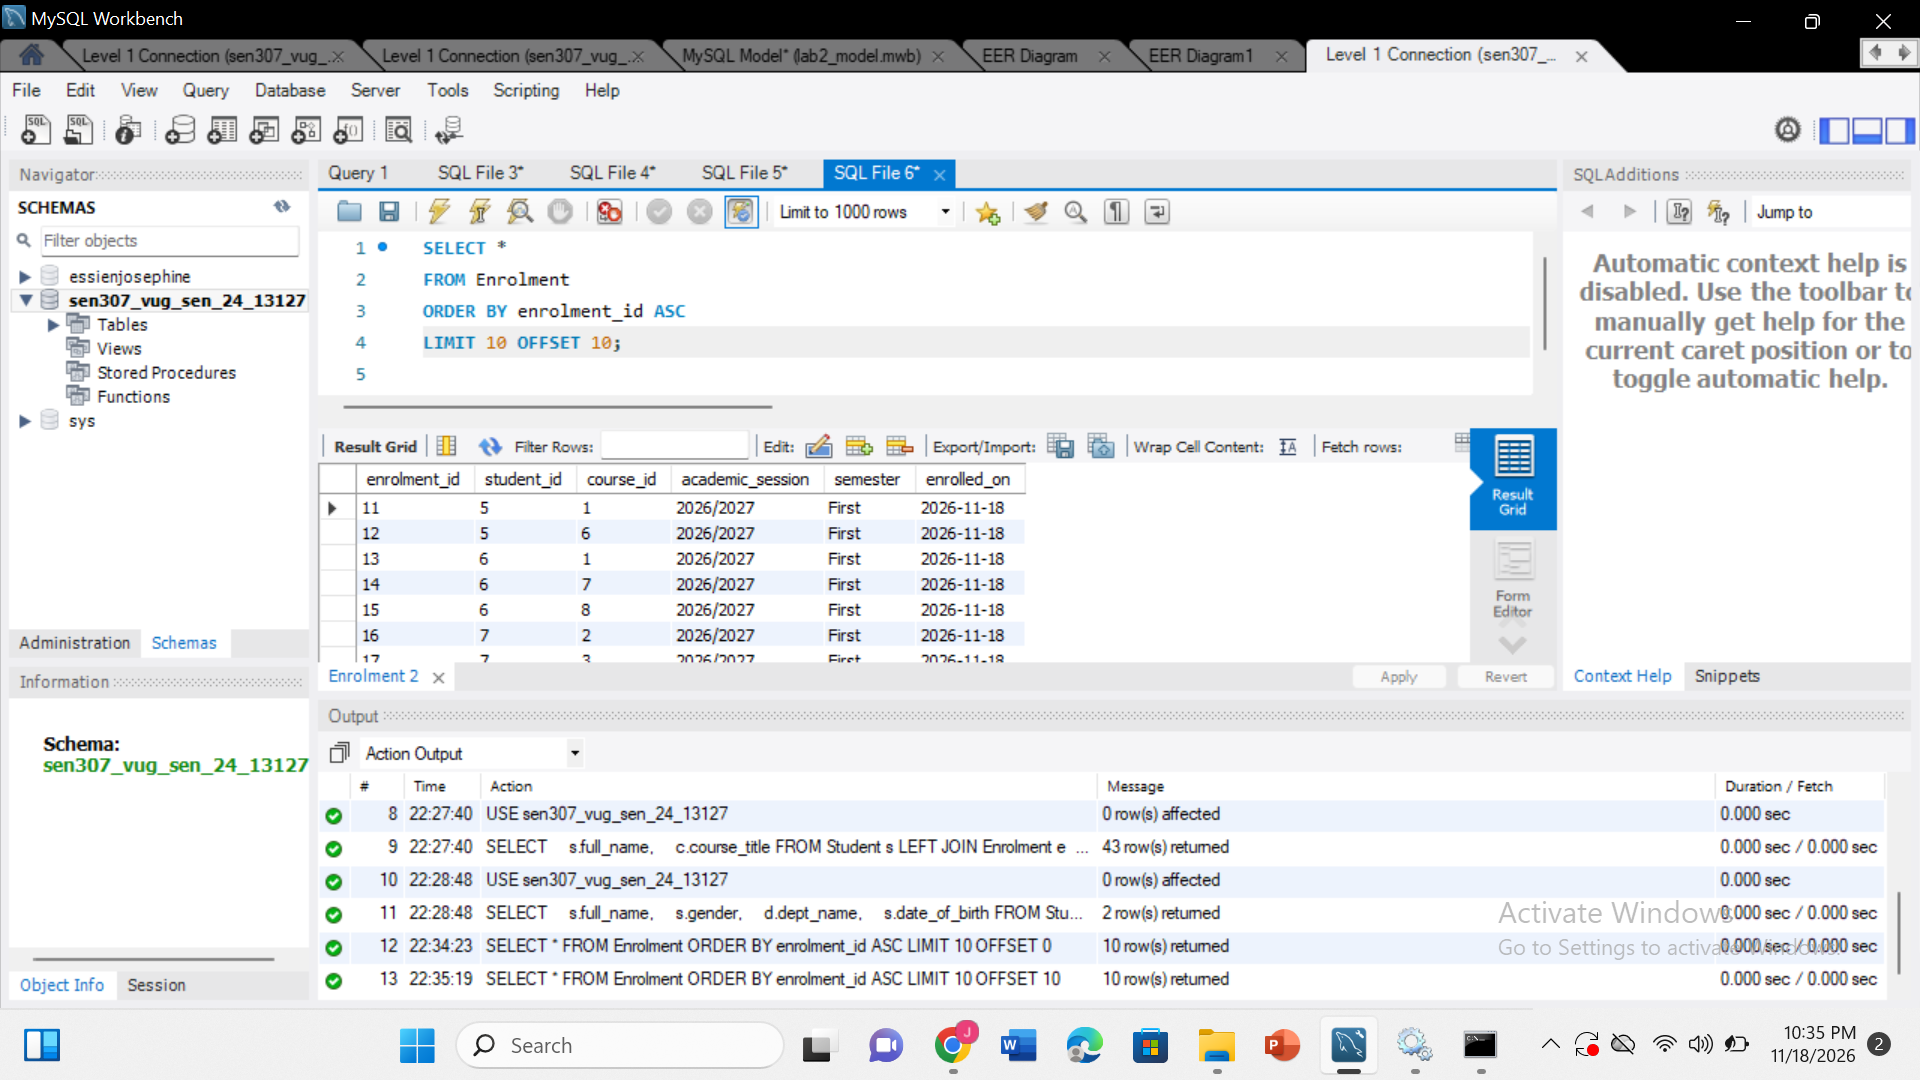 MySQL Workbench
Level 1 Connection (sen307_vug_... Level 1 Connection (sen307_vug_... MySQL Model* (lab2_model.mwb) EER Diagram EER Diagram1 Level 1 Connection (sen307_...
File Edit View Query Database Server Tools Scripting Help
Navigator
SCHEMAS
Filter objects
essienjosephine
sen307_vug_sen_24_13127
Tables
Views
Stored Procedures
Functions
sys
Administration Schemas
Information
Schema:
sen307_vug_sen_24_13127
Object Info Session
Query 1 SQL File 3* SQL File 4* SQL File 5* SQL File 6*
Limit to 1000 rows
1 SELECT *
2 FROM Enrolment
3 ORDER BY enrolment_id ASC
4 LIMIT 10 OFFSET 10;
5
Result Grid Filter Rows: Edit: Export/Import: Wrap Cell Content: Fetch rows:
enrolment_id student_id course_id academic_session semester enrolled_on
11 5 1 2026/2027 First 2026-11-18
12 5 6 2026/2027 First 2026-11-18
13 6 1 2026/2027 First 2026-11-18
14 6 7 2026/2027 First 2026-11-18
15 6 8 2026/2027 First 2026-11-18
16 7 2 2026/2027 First 2026-11-18
17 7 3 2026/2027 First 2026-11-18
Result
Grid
Form
Editor
Enrolment 2 Apply Revert
SQLAdditions
Jump to
Automatic context help is
disabled. Use the toolbar to
manually get help for the
current caret position or to
toggle automatic help.
Context Help Snippets
Output
Action Output
# Time Action Message Duration / Fetch
8 22:27:40 USE sen307_vug_sen_24_13127 0 row(s) affected 0.000 sec
9 22:27:40 SELECT s.full_name, c.course_title FROM Student s LEFT JOIN Enrolment e ... 43 row(s) returned 0.000 sec / 0.000 sec
10 22:28:48 USE sen307_vug_sen_24_13127 0 row(s) affected 0.000 sec
11 22:28:48 SELECT s.full_name, s.gender, d.dept_name, s.date_of_birth FROM Stu... 2 row(s) returned 0.000 sec / 0.000 sec
12 22:34:23 SELECT * FROM Enrolment ORDER BY enrolment_id ASC LIMIT 10 OFFSET 0 10 row(s) returned 0.000 sec / 0.000 sec
13 22:35:19 SELECT * FROM Enrolment ORDER BY enrolment_id ASC LIMIT 10 OFFSET 10 10 row(s) returned 0.000 sec / 0.000 sec
Activate Windows
Go to Settings to activate Windows.
Search
10:35 PM
11/18/2026
2